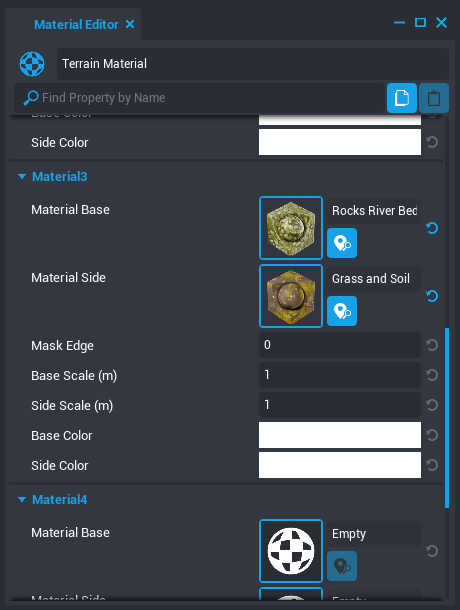 Material Editor
Terrain Material
Find Property by Name
Base Color
Side Color
Material3
Material Base
Rocks River Bed
Material Side
Grass and Soil
Mask Edge 0
Base Scale (m) 1
Side Scale (m) 1
Base Color
Side Color
Material4
Material Base
Empty
Material Side
Empty